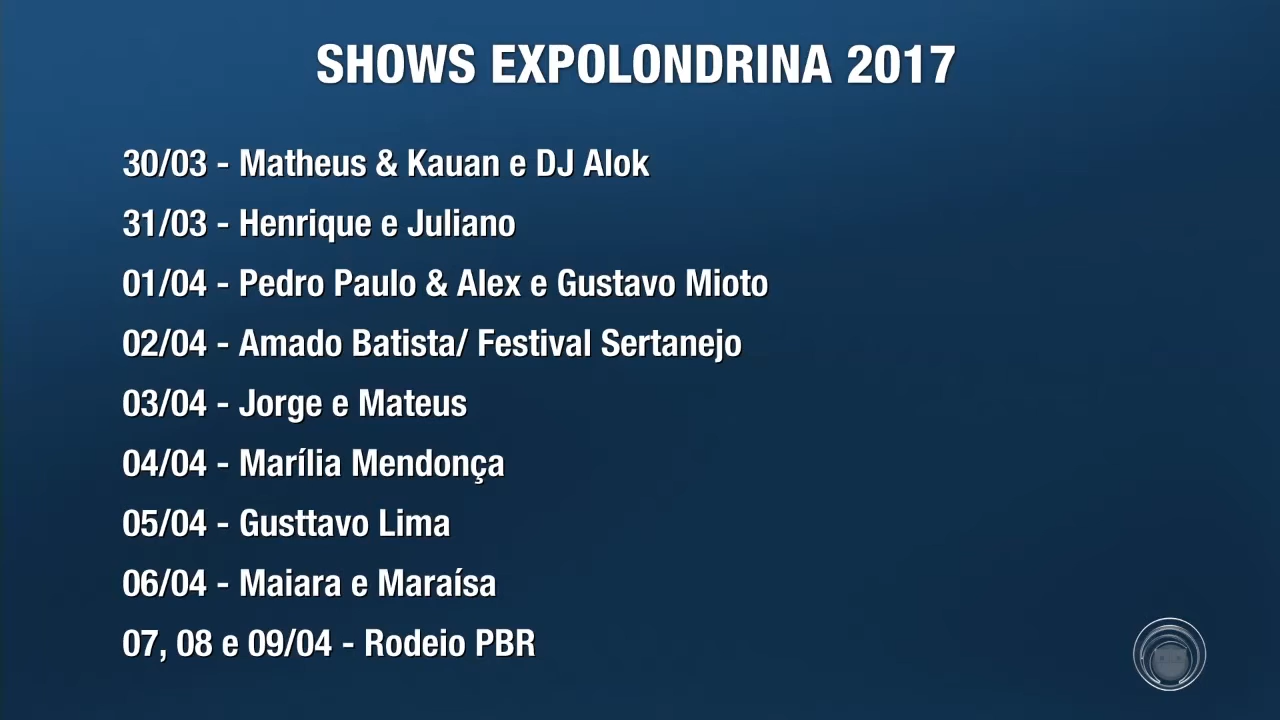 SHOWS EXPOLONDRINA 2017
30/03 - Matheus & Kauan e DJ Alok
31/03 - Henrique e Juliano
01/04 - Pedro Paulo & Alex e Gustavo Mioto
02/04 - Amado Batista/ Festival Sertanejo
03/04 - Jorge e Mateus
04/04 - Marília Mendonça
05/04 - Gusttavo Lima
06/04 - Maiara e Maraísa
07, 08 e 09/04 - Rodeio PBR